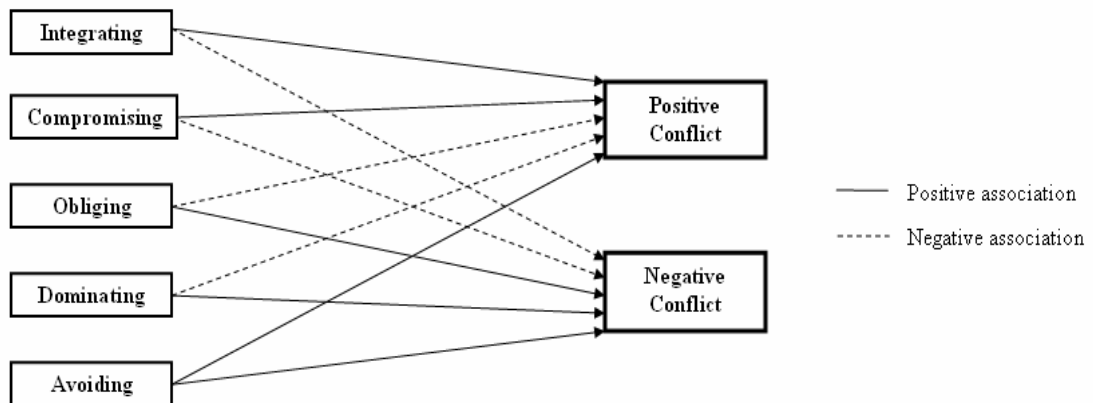 Integrating
Compromising
Obliging
Dominating
Avoiding
Positive
Conflict
Negative
Conflict
Positive association
Negative association